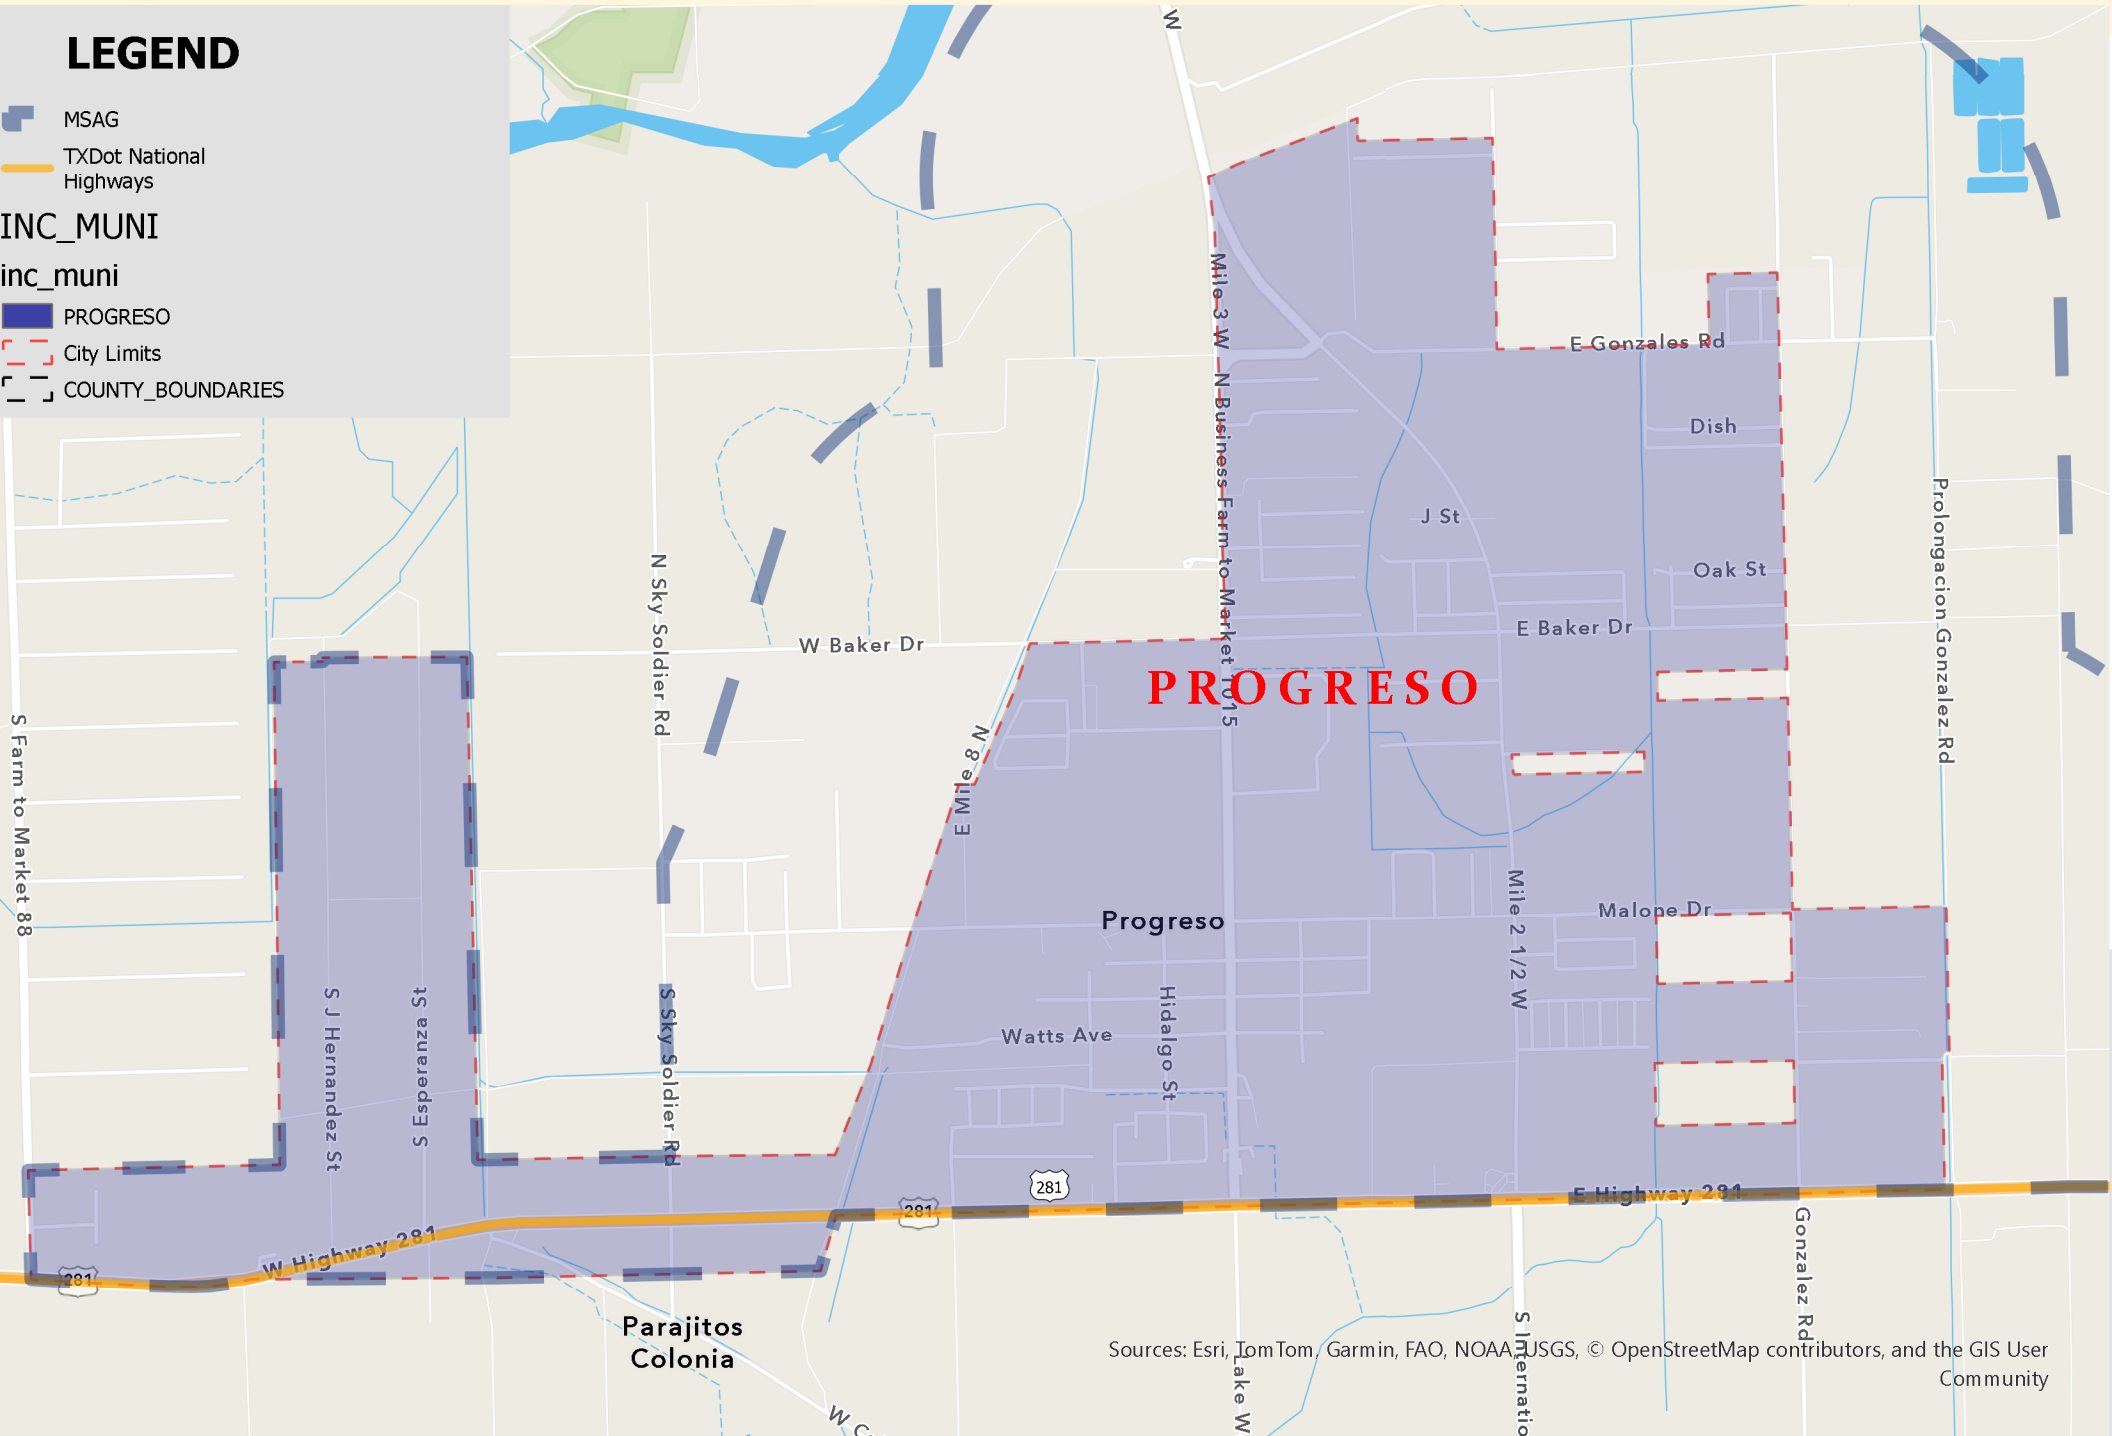 LEGEND
MSAG
TXDot National
Highways
INC_MUNI
inc_muni
PROGRESO
City Limits
COUNTY_BOUNDARIES
W
Mile 3 W
N Business Farm to Market 1015
E Gonzales Rd
Dish
J St
Oak St
E Baker Dr
W Baker Dr
N Sky Soldier Rd
Prolongacion Gonzalez Rd
PROGRESO
E Mile 8 N
S Farm to Market 88
Progreso
Malone Dr
Mile 2 1/2 W
S J Hernandez St
S Esperanza St
S Sky Soldier Rd
Watts Ave
Hidalgo St
281
281
281
E Highway 281
W Highway 281
Gonzalez Rd
Parajitos
Colonia
Lake W
S Internatio
W C
Sources: Esri, TomTom, Garmin, FAO, NOAA, USGS, © OpenStreetMap contributors, and the GIS User
Community